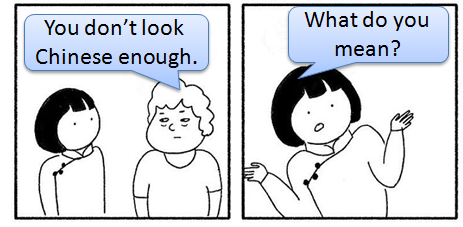 You don’t look
Chinese enough.
What do you
mean?